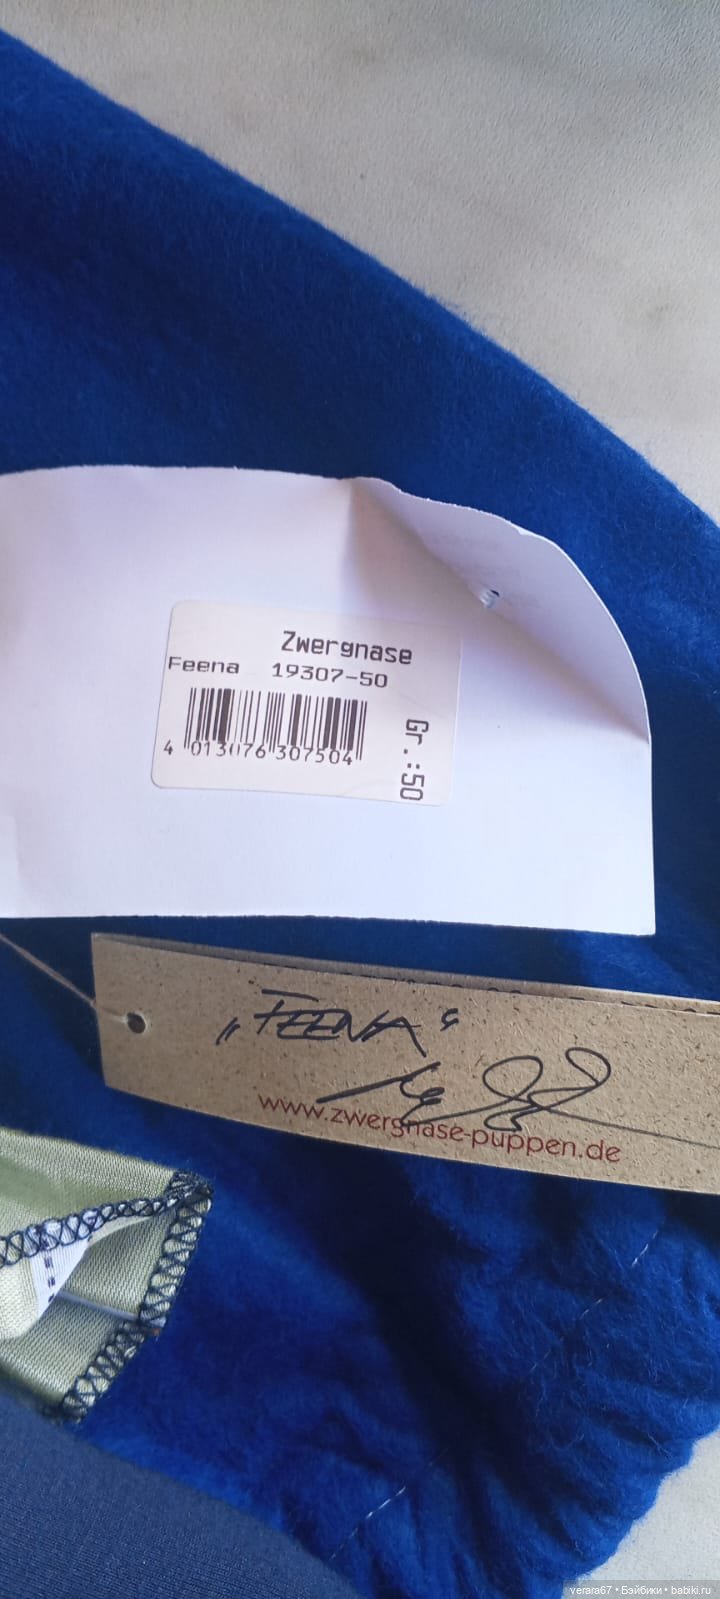 Zwergnase
Feena 19307-50
4 013076 307504
Gr.:50
„FEENA“
www.zwergnase-puppen.de
verara67 • Бэйбики • babiki.ru